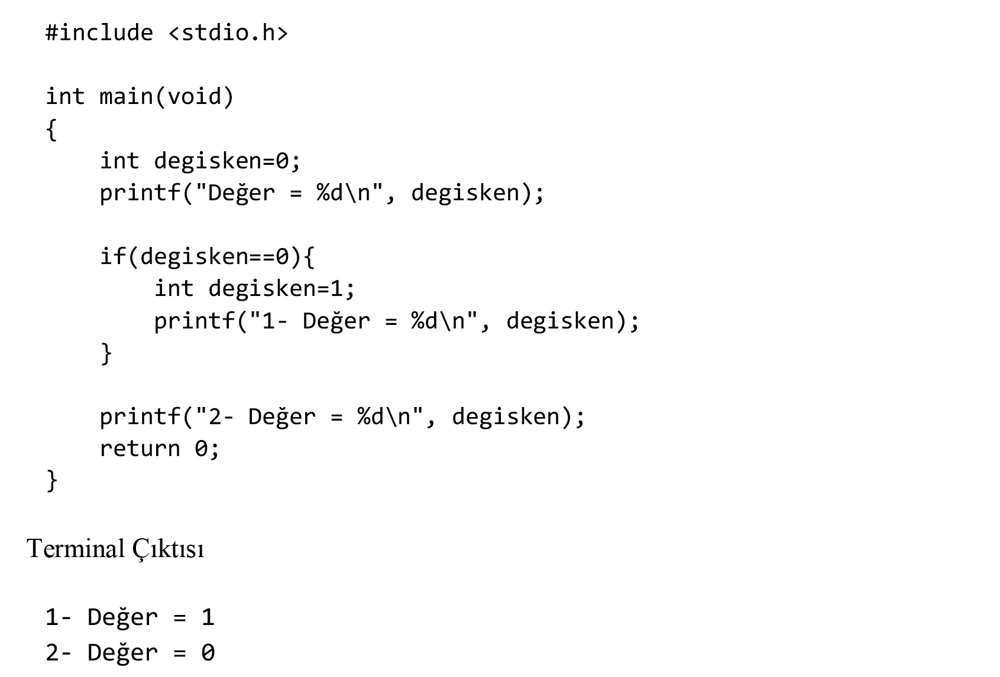 #include <stdio.h>
int main(void)
{
    int degisken=0;
    printf("Değer = %d\n", degisken);
    if(degisken==0){
        int degisken=1;
        printf("1- Değer = %d\n", degisken);
    }
    printf("2- Değer = %d\n", degisken);
    return 0;
}
Terminal Çıktısı
1- Değer = 1
2- Değer = 0